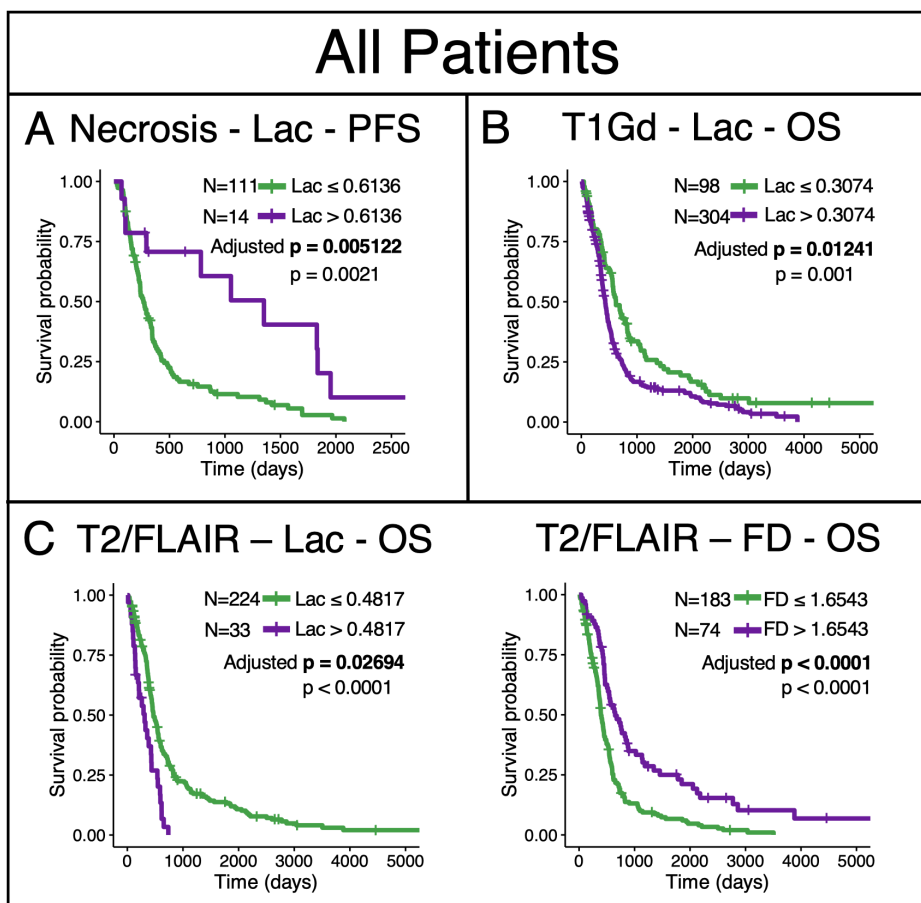 All Patients
A Necrosis - Lac - PFS
N=111 Lac ≤ 0.6136
N=14 Lac > 0.6136
Adjusted p = 0.005122
p = 0.0021
Survival probability
1.00
0.75
0.50
0.25
0.00
0 500 1000 1500 2000 2500
Time (days)
B T1Gd - Lac - OS
N=98 Lac ≤ 0.3074
N=304 Lac > 0.3074
Adjusted p = 0.01241
p = 0.001
Survival probability
1.00
0.75
0.50
0.25
0.00
0 1000 2000 3000 4000 5000
Time (days)
C T2/FLAIR – Lac - OS
N=224 Lac ≤ 0.4817
N=33 Lac > 0.4817
Adjusted p = 0.02694
p < 0.0001
Survival probability
1.00
0.75
0.50
0.25
0.00
0 1000 2000 3000 4000 5000
Time (days)
T2/FLAIR – FD - OS
N=183 FD ≤ 1.6543
N=74 FD > 1.6543
Adjusted p < 0.0001
p < 0.0001
Survival probability
1.00
0.75
0.50
0.25
0.00
0 1000 2000 3000 4000 5000
Time (days)